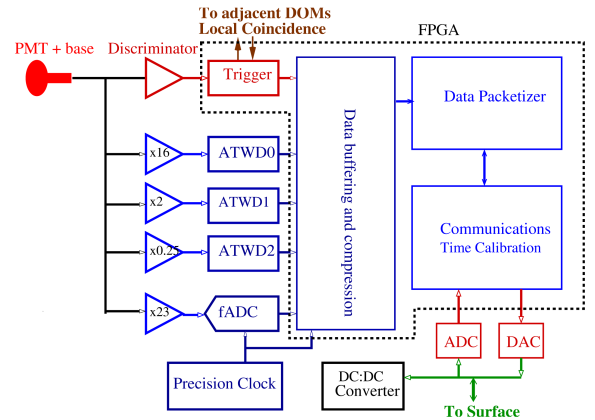 To adjacent DOMs
Local Coincidence
FPGA
PMT + base
Discriminator
Trigger
Data buffering and compression
Data Packetizer
x16
ATWD0
x2
ATWD1
x0.25
ATWD2
x23
fADC
Communications
Time Calibration
ADC
DAC
Precision Clock
DC:DC
Converter
To Surface